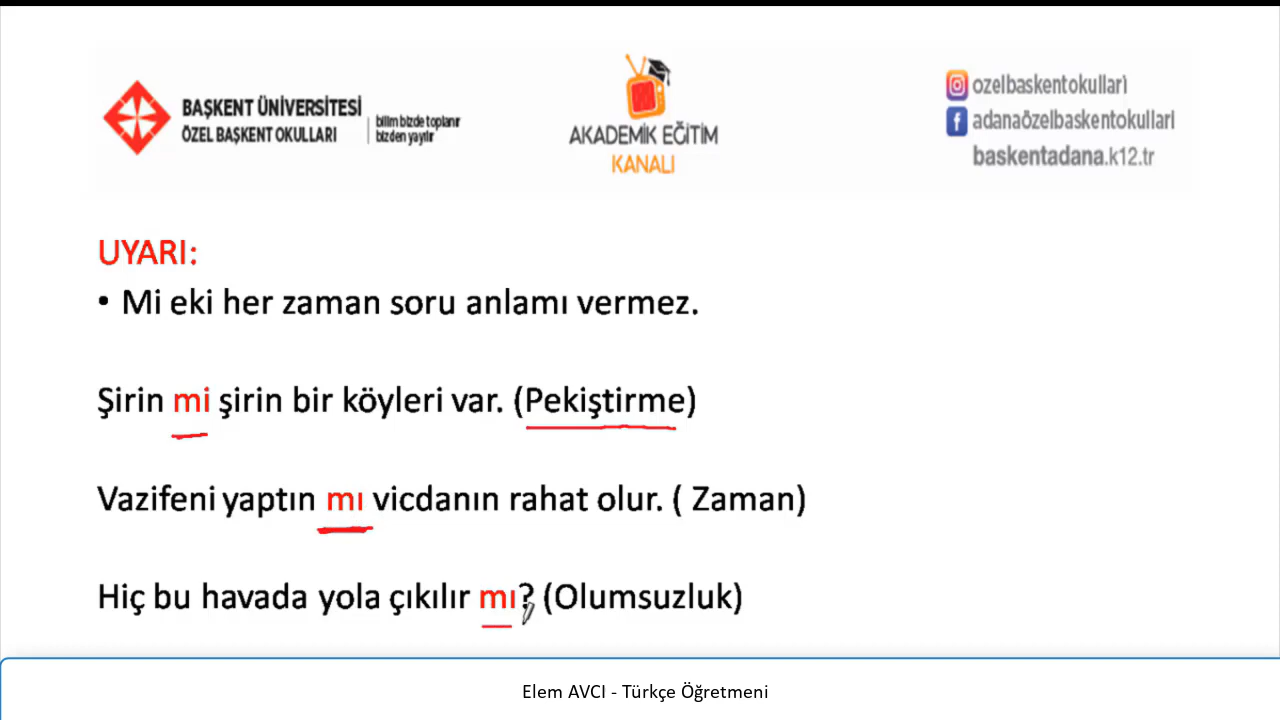 BAŞKENT ÜNİVERSİTESİ
ÖZEL BAŞKENT OKULLARI
bilim bizde toplanır
bizden yayılır
AKADEMİK EĞİTİM
KANALI
ozelbaskentokullari
adanaözelbaskentokullari
baskentadana.k12.tr
UYARI:
• Mi eki her zaman soru anlamı vermez.
Şirin mi şirin bir köyleri var. (Pekiştirme)
Vazifeni yaptın mı vicdanın rahat olur. ( Zaman)
Hiç bu havada yola çıkılır mı? (Olumsuzluk)
Elem AVCI - Türkçe Öğretmeni